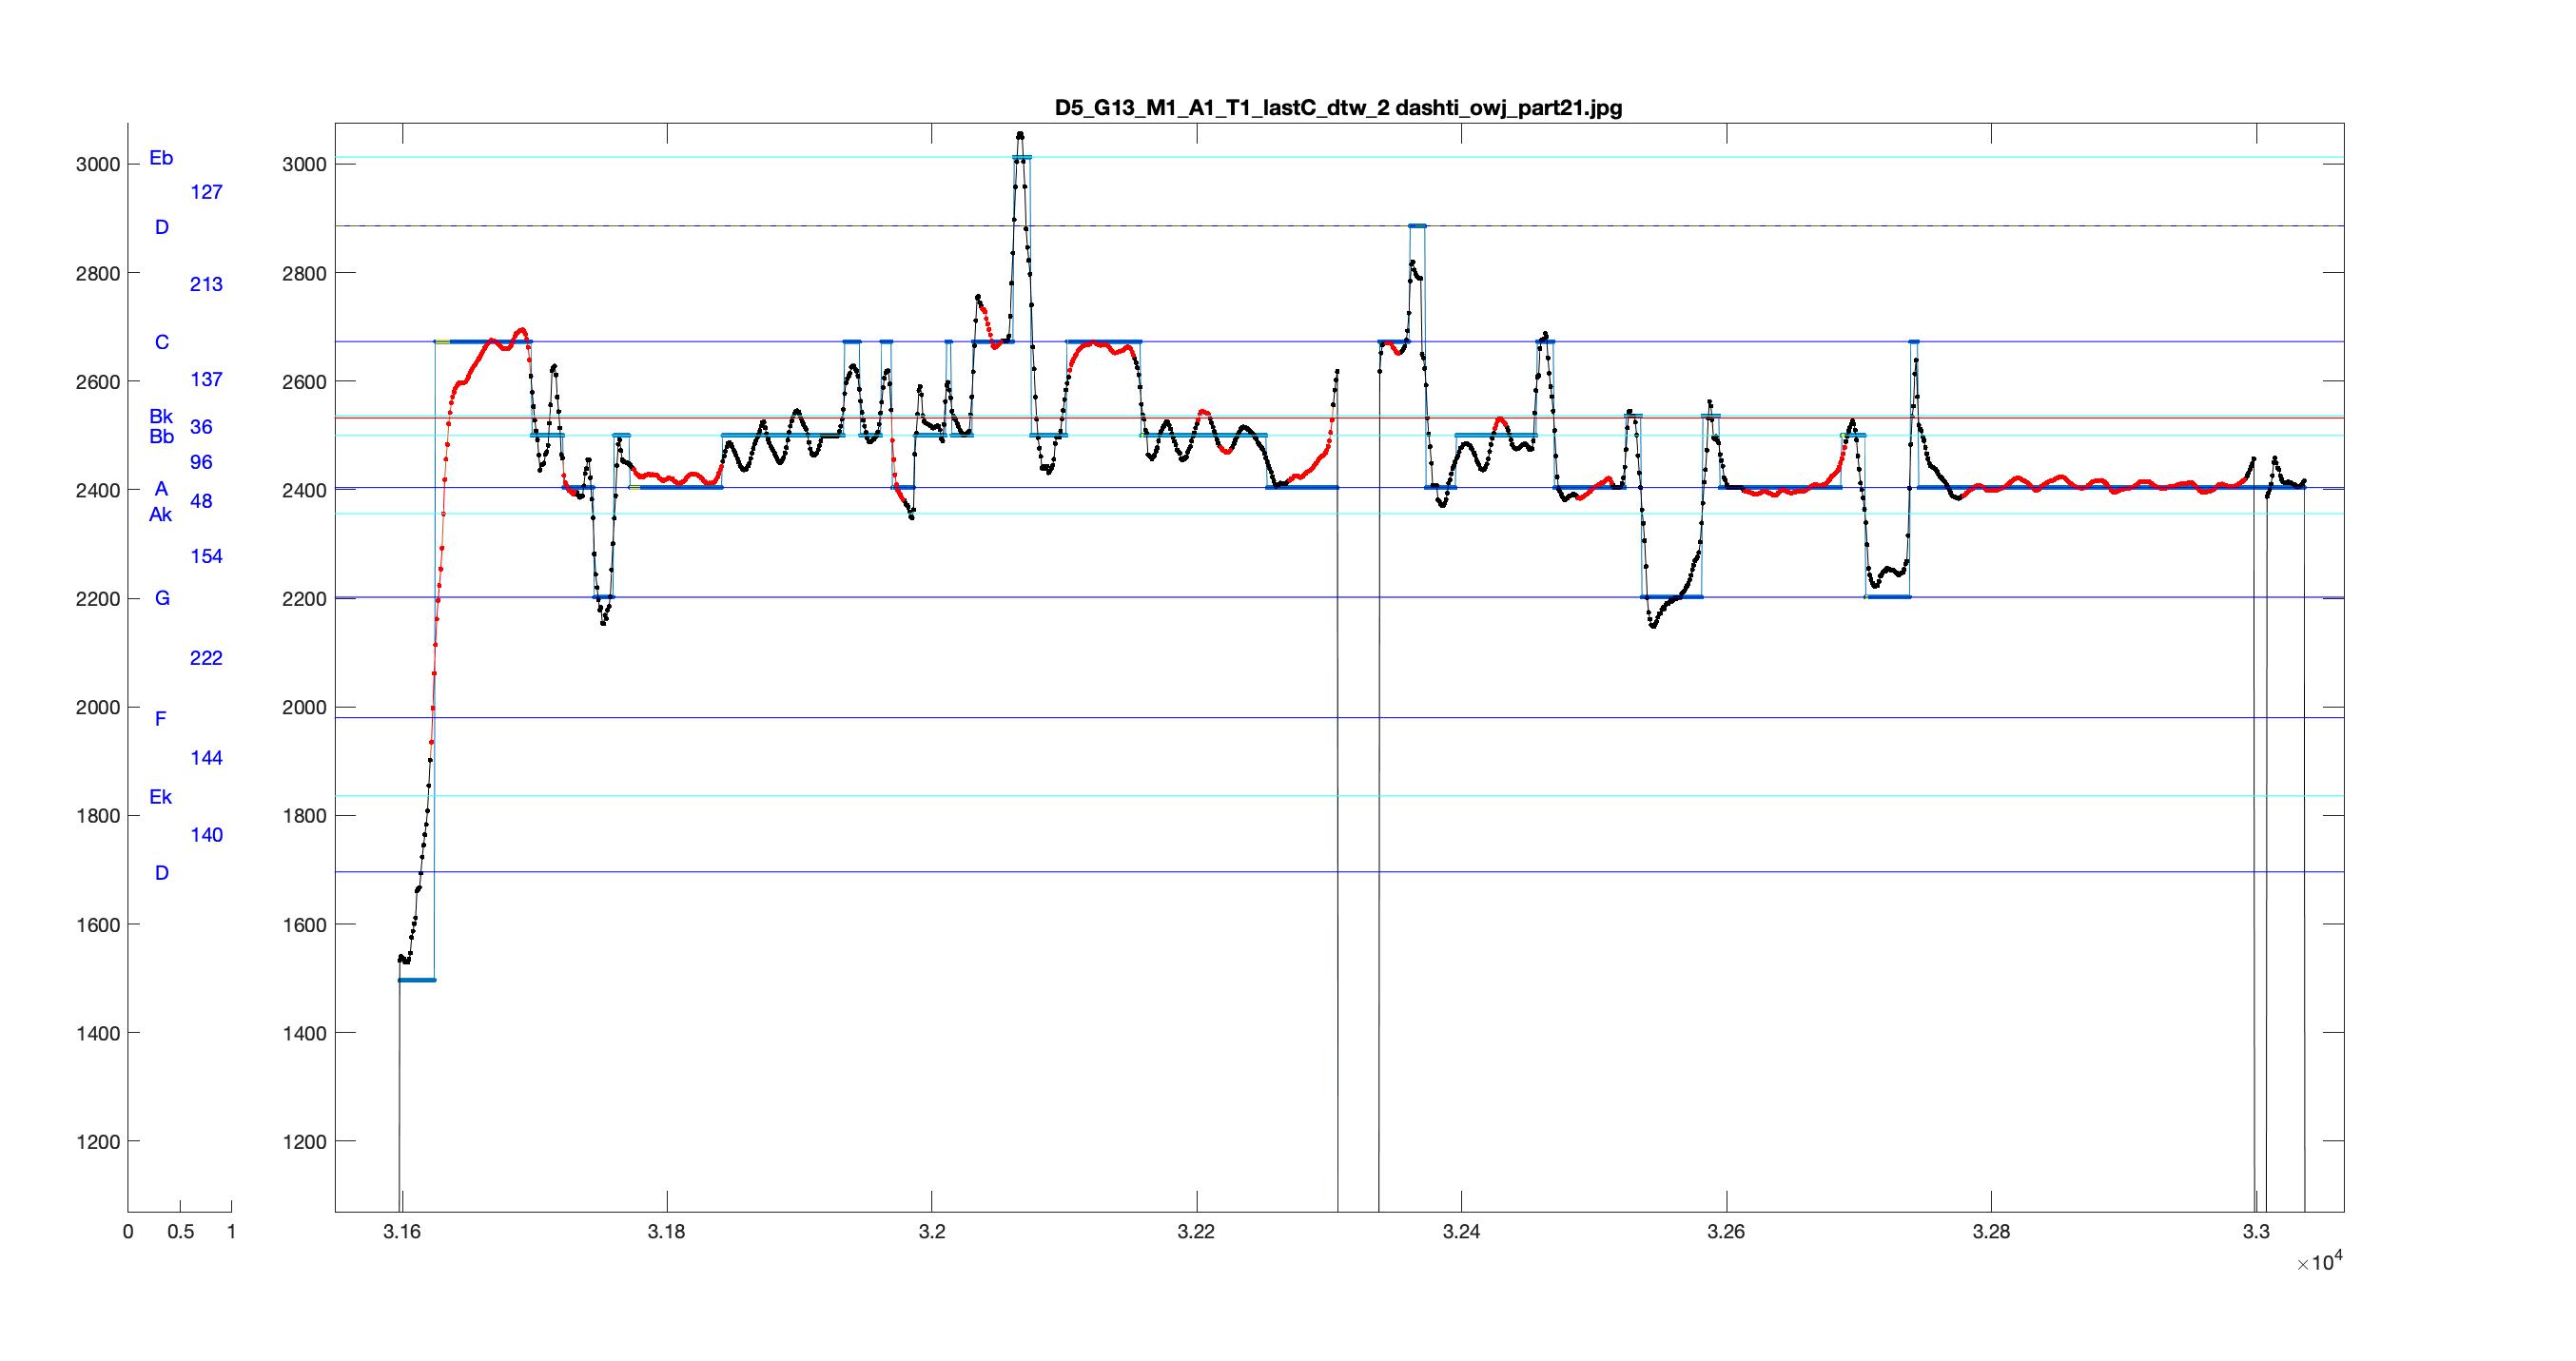 D5_G13_M1_A1_T1_lastC_dtw_2 dashti_owj_part21.jpg
3000 Eb 3000
127
D
2800 2800
213
C
137
2600 2600
Bk
36
Bb
96
2400 A 2400
48
Ak
154
2200 G 2200
222
2000 F 2000
144
Ek
1800 1800
140
D
1600 1600
1400 1400
1200 1200
0 0.5 1 3.16 3.18 3.2 3.22 3.24 3.26 3.28 3.3
×10^4